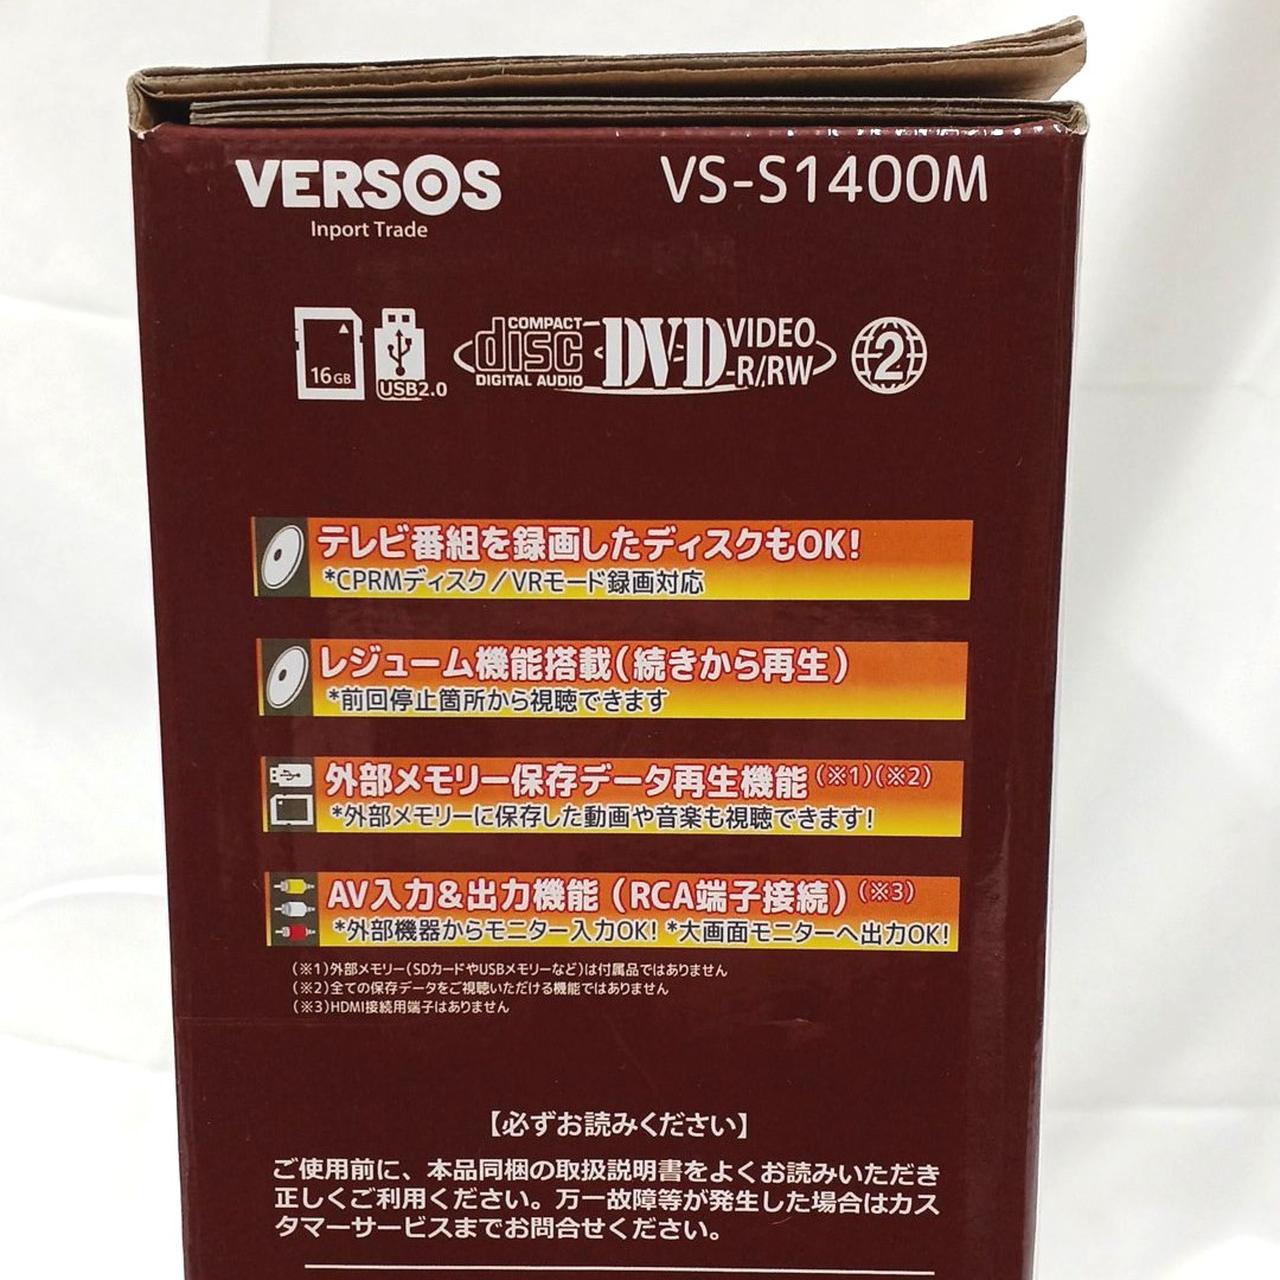 VERSOS
Inport Trade
VS-S1400M
16GB
USB2.0
COMPACT
disc
DIGITAL AUDIO
DVD
VIDEO
-R/RW
2
テレビ番組を録画したディスクもOK!
*CPRMディスク/VRモード録画対応
レジューム機能搭載(続きから再生)
*前回停止箇所から視聴できます
外部メモリー保存データ再生機能(※1)(※2)
*外部メモリーに保存した動画や音楽も視聴できます!
AV入力&出力機能(RCA端子接続)(※3)
*外部機器からモニター入力OK! *大画面モニターへ出力OK!
(※1)外部メモリー(SDカードやUSBメモリーなど)は付属品ではありません
(※2)全ての保存データをご視聴いただける機能ではありません
(※3)HDMI接続用端子はありません
【必ずお読みください】
ご使用前に、本品同梱の取扱説明書をよくお読みいただき
正しくご利用ください。万一故障等が発生した場合はカス
タマーサービスまでお問合せください。